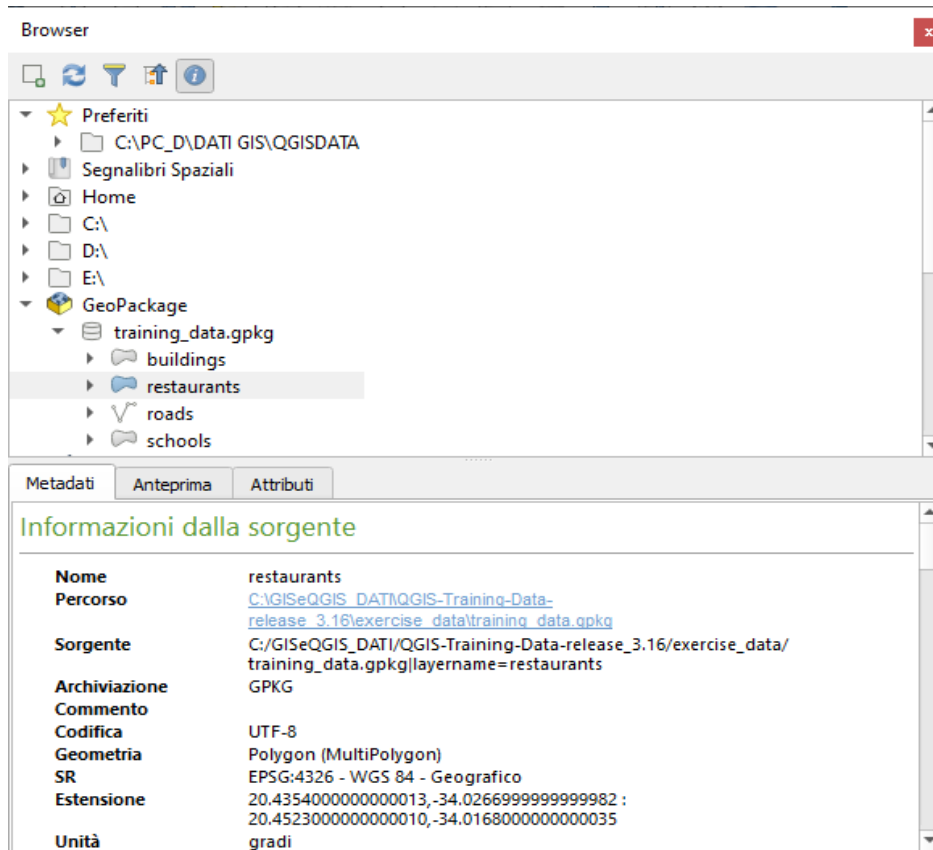 Browser
x
Preferiti
C:\PC_D\DATI GIS\QGISDATA
Segnalibri Spaziali
Home
C:\
D:\
E:\
GeoPackage
training_data.gpkg
buildings
restaurants
roads
schools
Metadati Anteprima Attributi
Informazioni dalla sorgente
Nome restaurants
Percorso C:\GISeQGIS_DATI\QGIS-Training-Data-
release_3.16\exercise_data\training_data.gpkg
Sorgente C:/GISeQGIS_DATI/QGIS-Training-Data-release_3.16/exercise_data/
training_data.gpkg|layername=restaurants
Archiviazione GPKG
Commento
Codifica UTF-8
Geometria Polygon (MultiPolygon)
SR EPSG:4326 - WGS 84 - Geografico
Estensione 20.4354000000000013,-34.0266999999999982 :
20.4523000000000010,-34.0168000000000035
Unità gradi